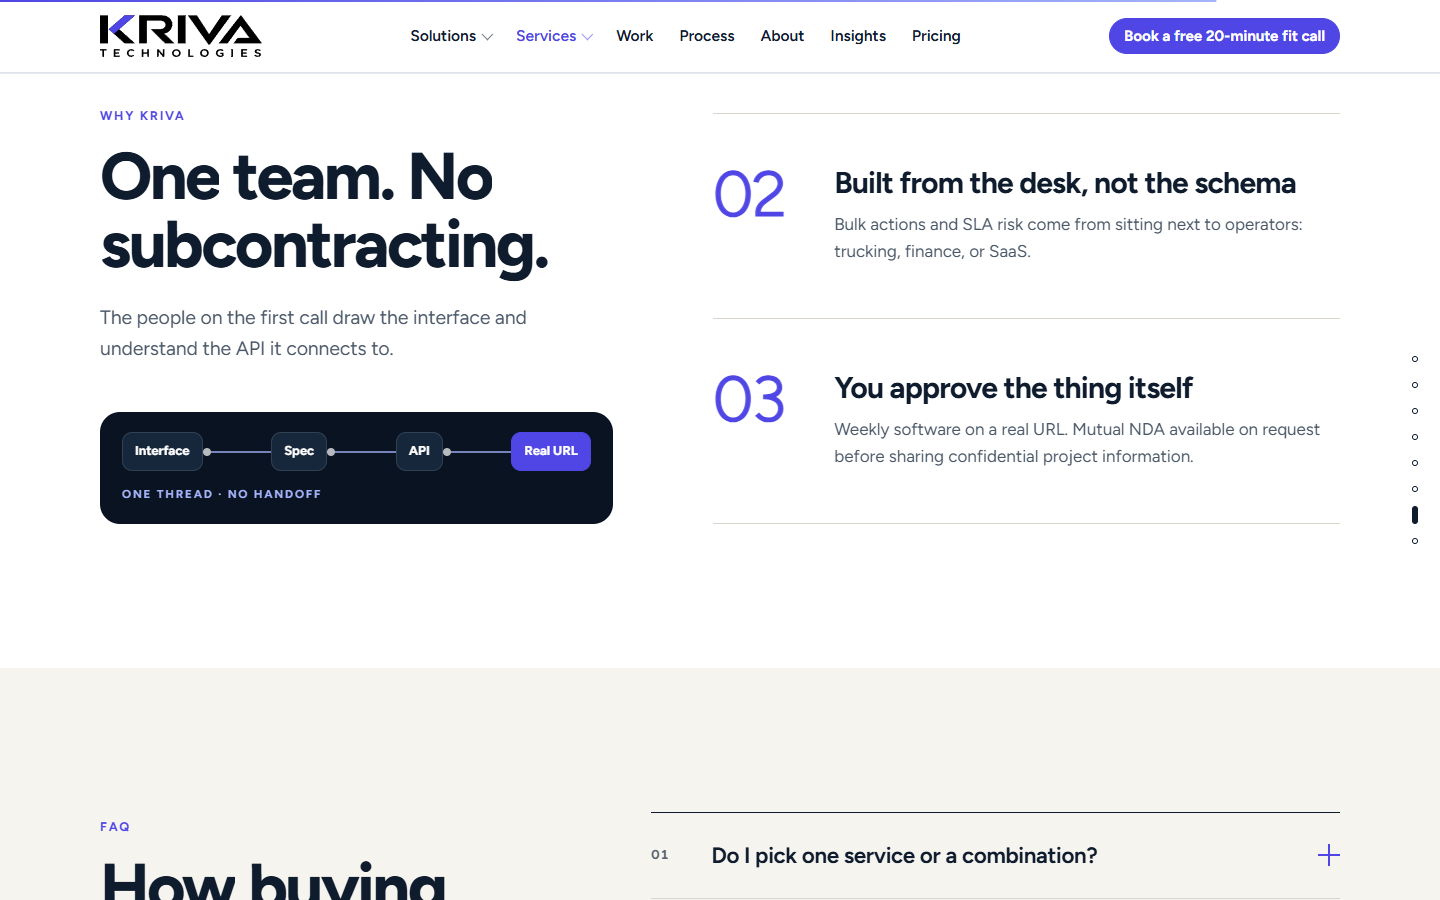 KRIVA
TECHNOLOGIES
Solutions
Services
Work
Process
About
Insights
Pricing
Book a free 20-minute fit call
WHY KRIVA
One team. No
subcontracting.
The people on the first call draw the interface and
understand the API it connects to.
Interface
Spec
API
Real URL
ONE THREAD · NO HANDOFF
02
Built from the desk, not the schema
Bulk actions and SLA risk come from sitting next to operators:
trucking, finance, or SaaS.
03
You approve the thing itself
Weekly software on a real URL. Mutual NDA available on request
before sharing confidential project information.
FAQ
How buying
01
Do I pick one service or a combination?